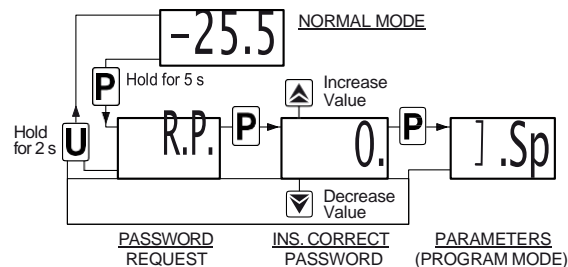 -25.5
NORMAL MODE
P
Hold for 5 s
Increase
Value
Hold
for 2 s
U
R.P.
P
0.
P
] .Sp
Decrease
Value
PASSWORD
REQUEST
INS. CORRECT
PASSWORD
PARAMETERS
(PROGRAM MODE)